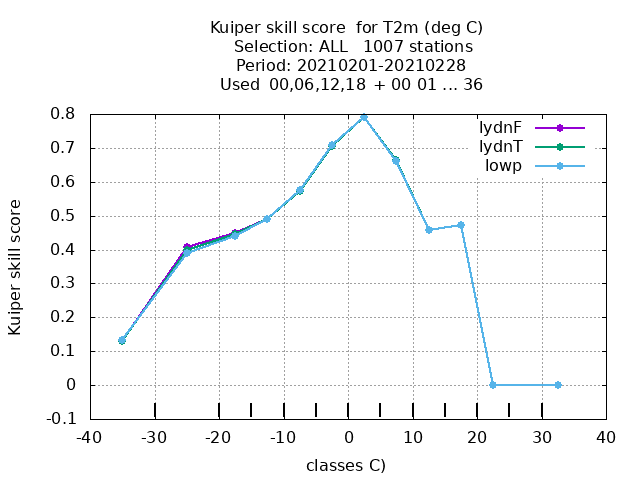 Kuiper skill score  for T2m (deg C)
Selection: ALL   1007 stations
Period: 20210201-20210228
Used  00,06,12,18 + 00 01 ... 36
lydnF
lydnT
lowp
0.8
0.7
0.6
0.5
0.4
0.3
0.2
0.1
0
-0.1
Kuiper skill score
-40 -30 -20 -10 0 10 20 30 40
classes C)